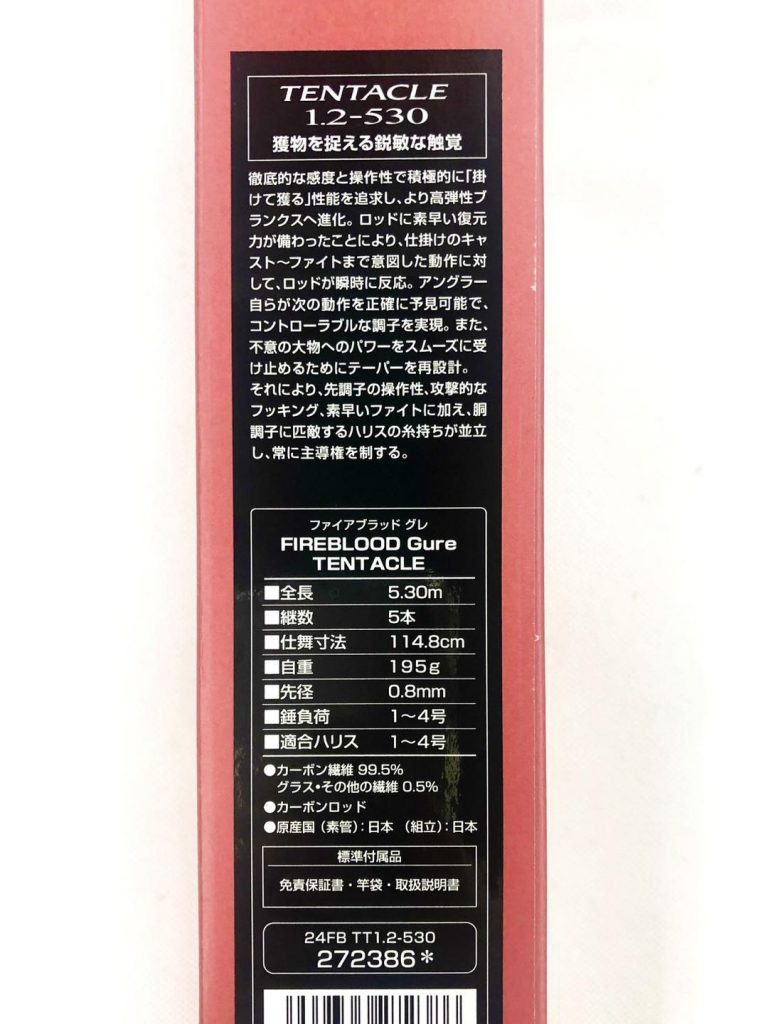 TENTACLE
1.2-530
獲物を捉える鋭敏な触覚
徹底的な感度と操作性で積極的に「掛
けて獲る」性能を追求し、より高弾性ブ
ランクスへ進化。ロッドに素早い復元
力が備わったことにより、仕掛けのキャ
スト〜ファイトまで意図した動作に対
して、ロッドが瞬時に反応。アングラー
自らが次の動作を正確に予見可能で、
コントローラブルな調子を実現。また、
不意の大物へのパワーをスムーズに受
け止めるためにテーパーを再設計。
それにより、先調子の操作性、攻撃的な
フッキング、素早いファイトに加え、胴
調子に匹敵するハリスの糸持ちが並立
し、常に主導権を制する。
ファイアブラッド グレ
FIREBLOOD Gure
TENTACLE
■全長 5.30m
■継数 5本
■仕舞寸法 114.8cm
■自重 195g
■先径 0.8mm
■錘負荷 1〜4号
■適合ハリス 1〜4号
●カーボン繊維 99.5%
グラス・その他の繊維 0.5%
●カーボンロッド
●原産国（素管）：日本 （組立）：日本
標準付属品
免責保証書・竿袋・取扱説明書
24FB TT1.2-530
272386*